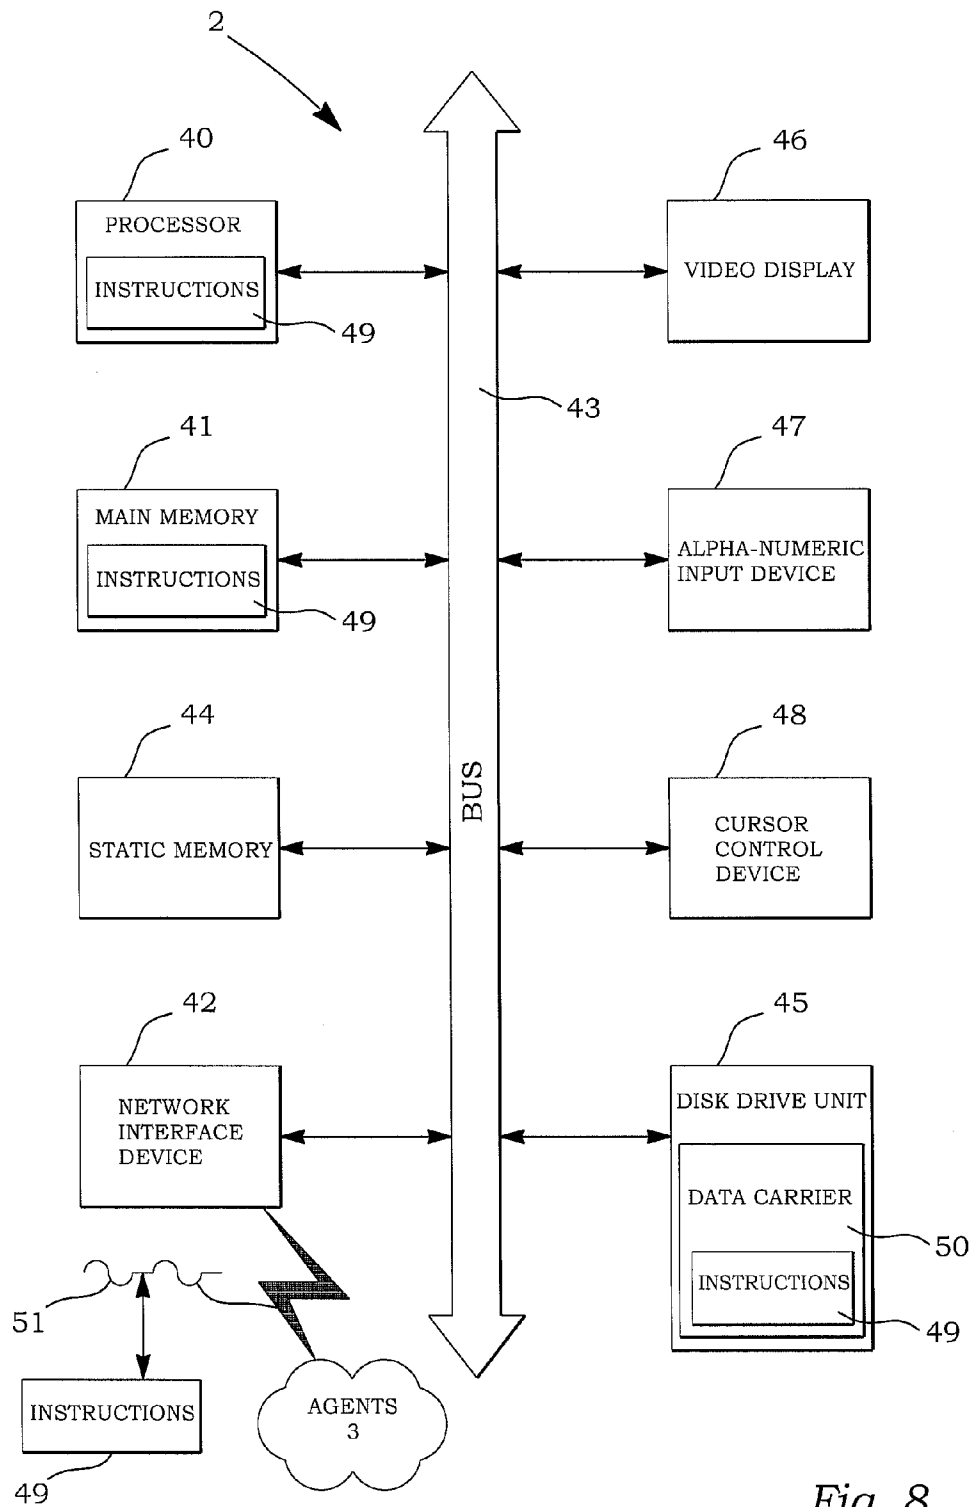 2
40
PROCESSOR
INSTRUCTIONS
49
46
VIDEO DISPLAY
43
41
MAIN MEMORY
INSTRUCTIONS
49
47
ALPHA-NUMERIC
INPUT DEVICE
44
STATIC MEMORY
BUS
48
CURSOR
CONTROL
DEVICE
42
NETWORK
INTERFACE
DEVICE
45
DISK DRIVE UNIT
DATA CARRIER
50
INSTRUCTIONS
49
51
INSTRUCTIONS
49
AGENTS
3
Fig. 8